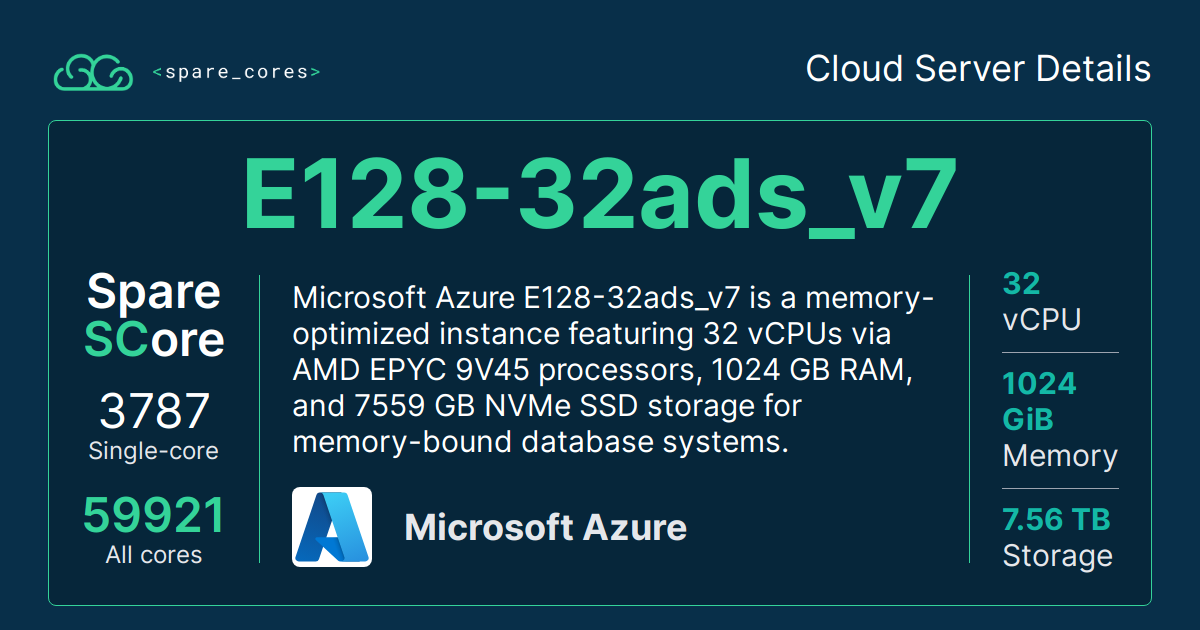 <spare_cores>
Cloud Server Details
E128-32ads_v7
Spare
SCore
3787
Single-core
59921
All cores
Microsoft Azure E128-32ads_v7 is a memory-
optimized instance featuring 32 vCPUs via
AMD EPYC 9V45 processors, 1024 GB RAM,
and 7559 GB NVMe SSD storage for
memory-bound database systems.
Microsoft Azure
32
vCPU
1024
GiB
Memory
7.56 TB
Storage